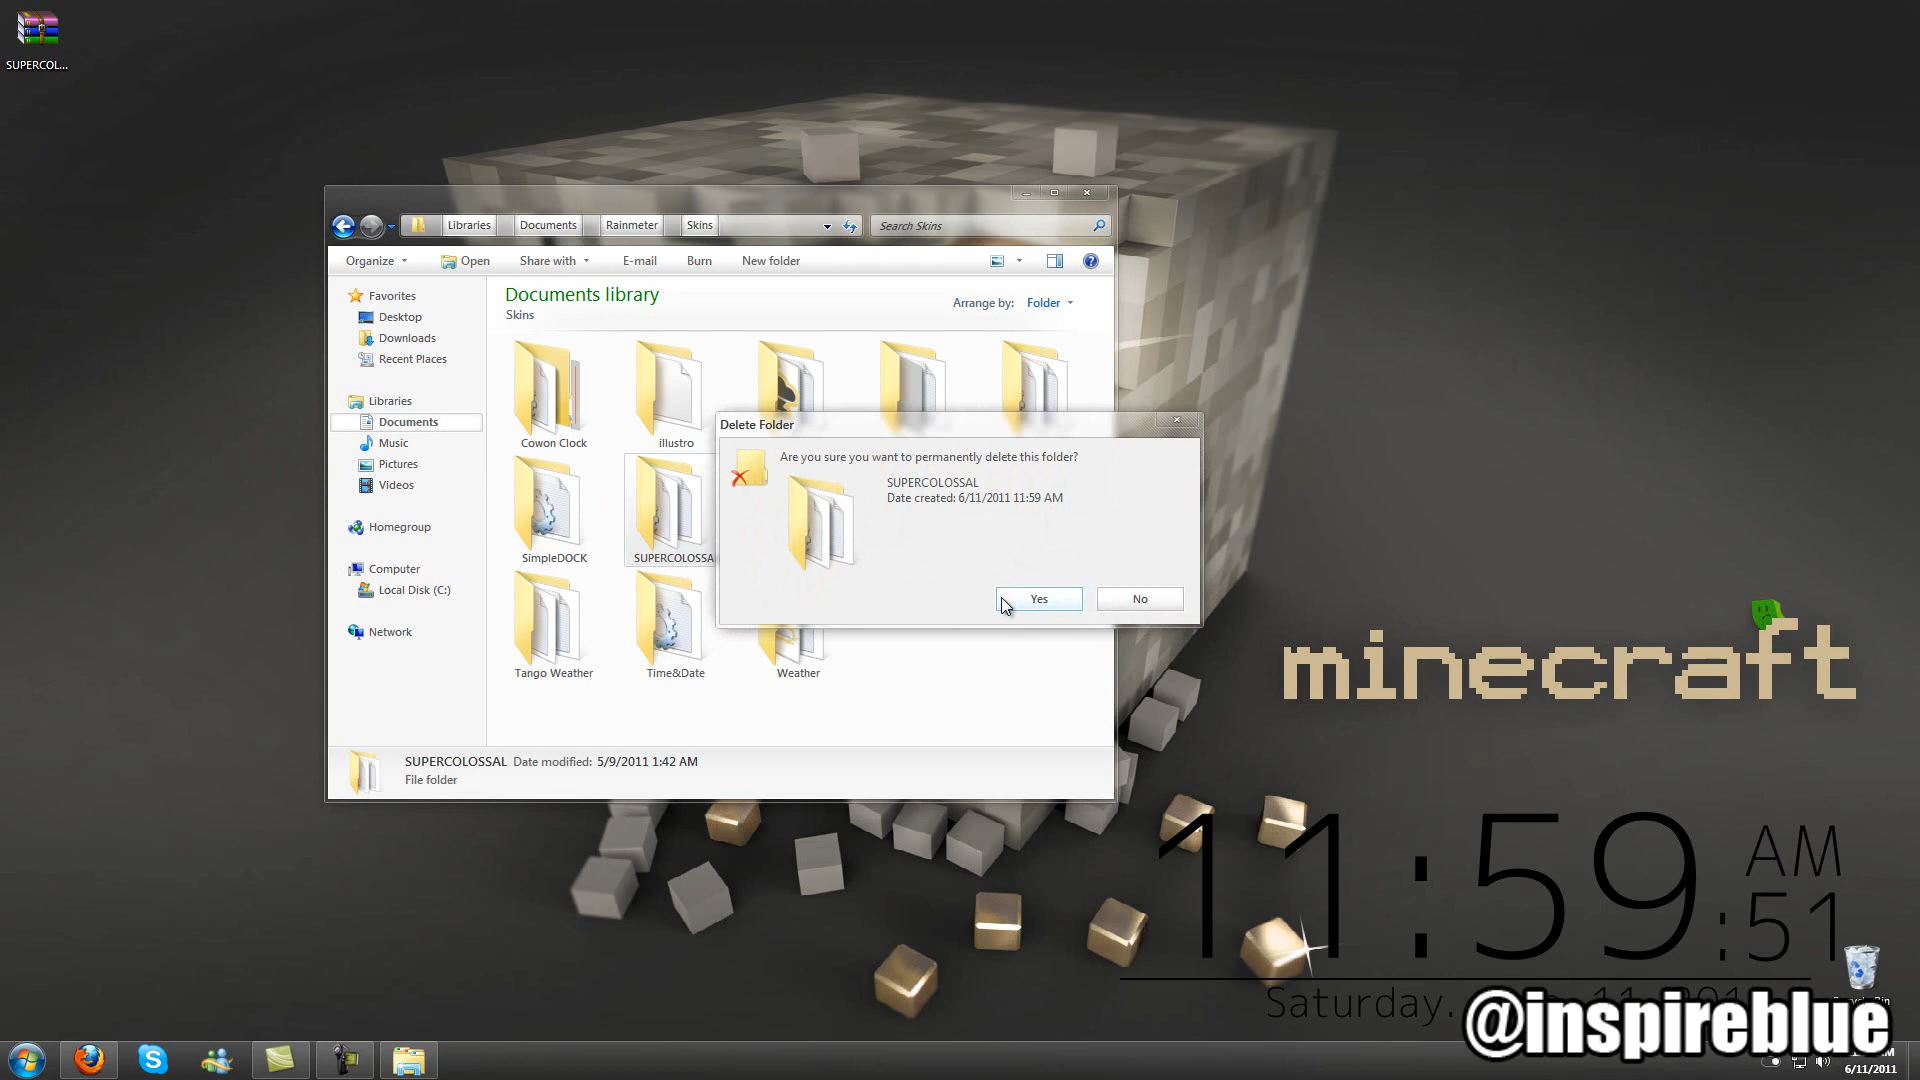 SUPERCOL...
Libraries
Documents
Rainmeter
Skins
Search Skins
Organize
Open
Share with
E-mail
Burn
New folder
Favorites
Desktop
Downloads
Recent Places
Libraries
Documents
Music
Pictures
Videos
Homegroup
Computer
Local Disk (C:)
Network
Documents library
Skins
Arrange by: Folder
Cowon Clock
illustro
SimpleDOCK
SUPERCOLOSSA
Tango Weather
Time&Date
Weather
Delete Folder
Are you sure you want to permanently delete this folder?
SUPERCOLOSSAL
Date created: 6/11/2011 11:59 AM
Yes
No
SUPERCOLOSSAL Date modified: 5/9/2011 1:42 AM
File folder
minecraft
11:59 AM
:51
Saturday.
@inspireblue
6/11/2011